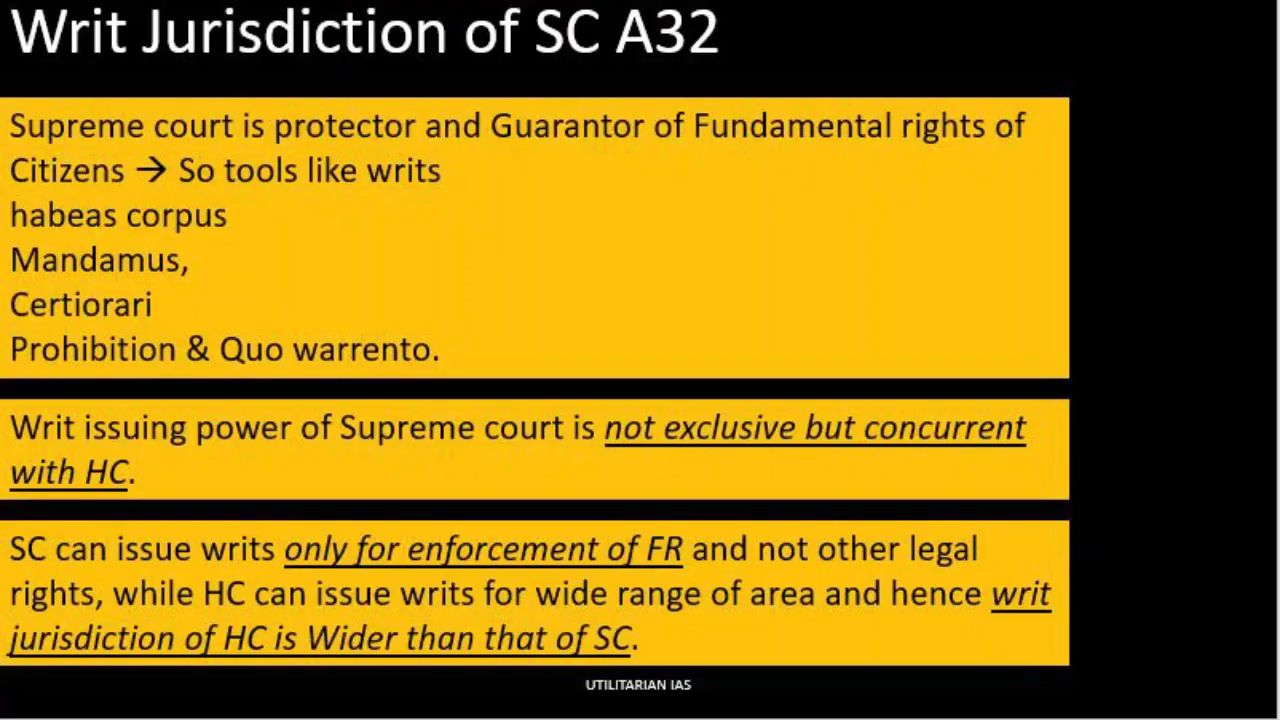 Writ Jurisdiction of SC A32
Supreme court is protector and Guarantor of Fundamental rights of
Citizens → So tools like writs
habeas corpus
Mandamus,
Certiorari
Prohibition & Quo warrento.
Writ issuing power of Supreme court is not exclusive but concurrent
with HC.
SC can issue writs only for enforcement of FR and not other legal
rights, while HC can issue writs for wide range of area and hence writ
jurisdiction of HC is Wider than that of SC.
UTILITARIAN IAS